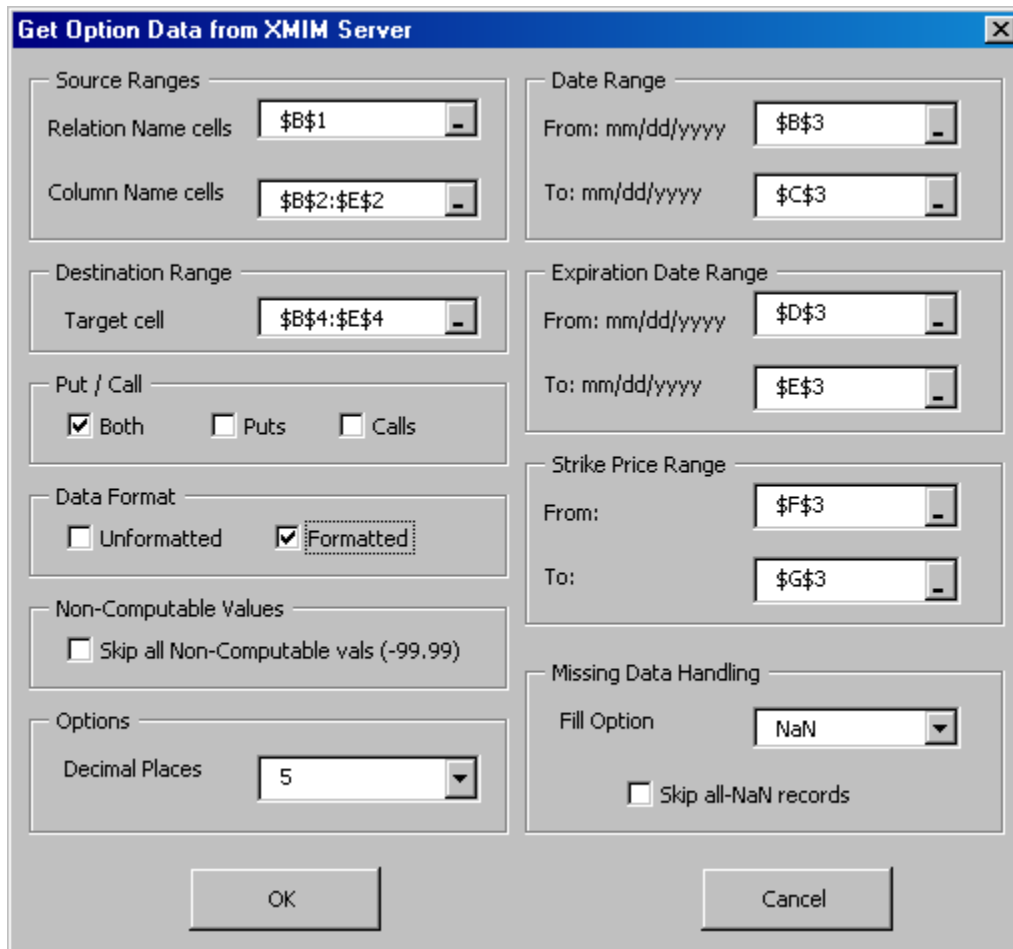 Get Option Data from XMIM Server
Source Ranges
Relation Name cells $B$1
Column Name cells $B$2:$E$2
Destination Range
Target cell $B$4:$E$4
Put / Call
Both Puts Calls
Data Format
Unformatted Formatted
Non-Computable Values
Skip all Non-Computable vals (-99.99)
Options
Decimal Places 5
Date Range
From: mm/dd/yyyy $B$3
To: mm/dd/yyyy $C$3
Expiration Date Range
From: mm/dd/yyyy $D$3
To: mm/dd/yyyy $E$3
Strike Price Range
From: $F$3
To: $G$3
Missing Data Handling
Fill Option NaN
Skip all-NaN records
OK Cancel